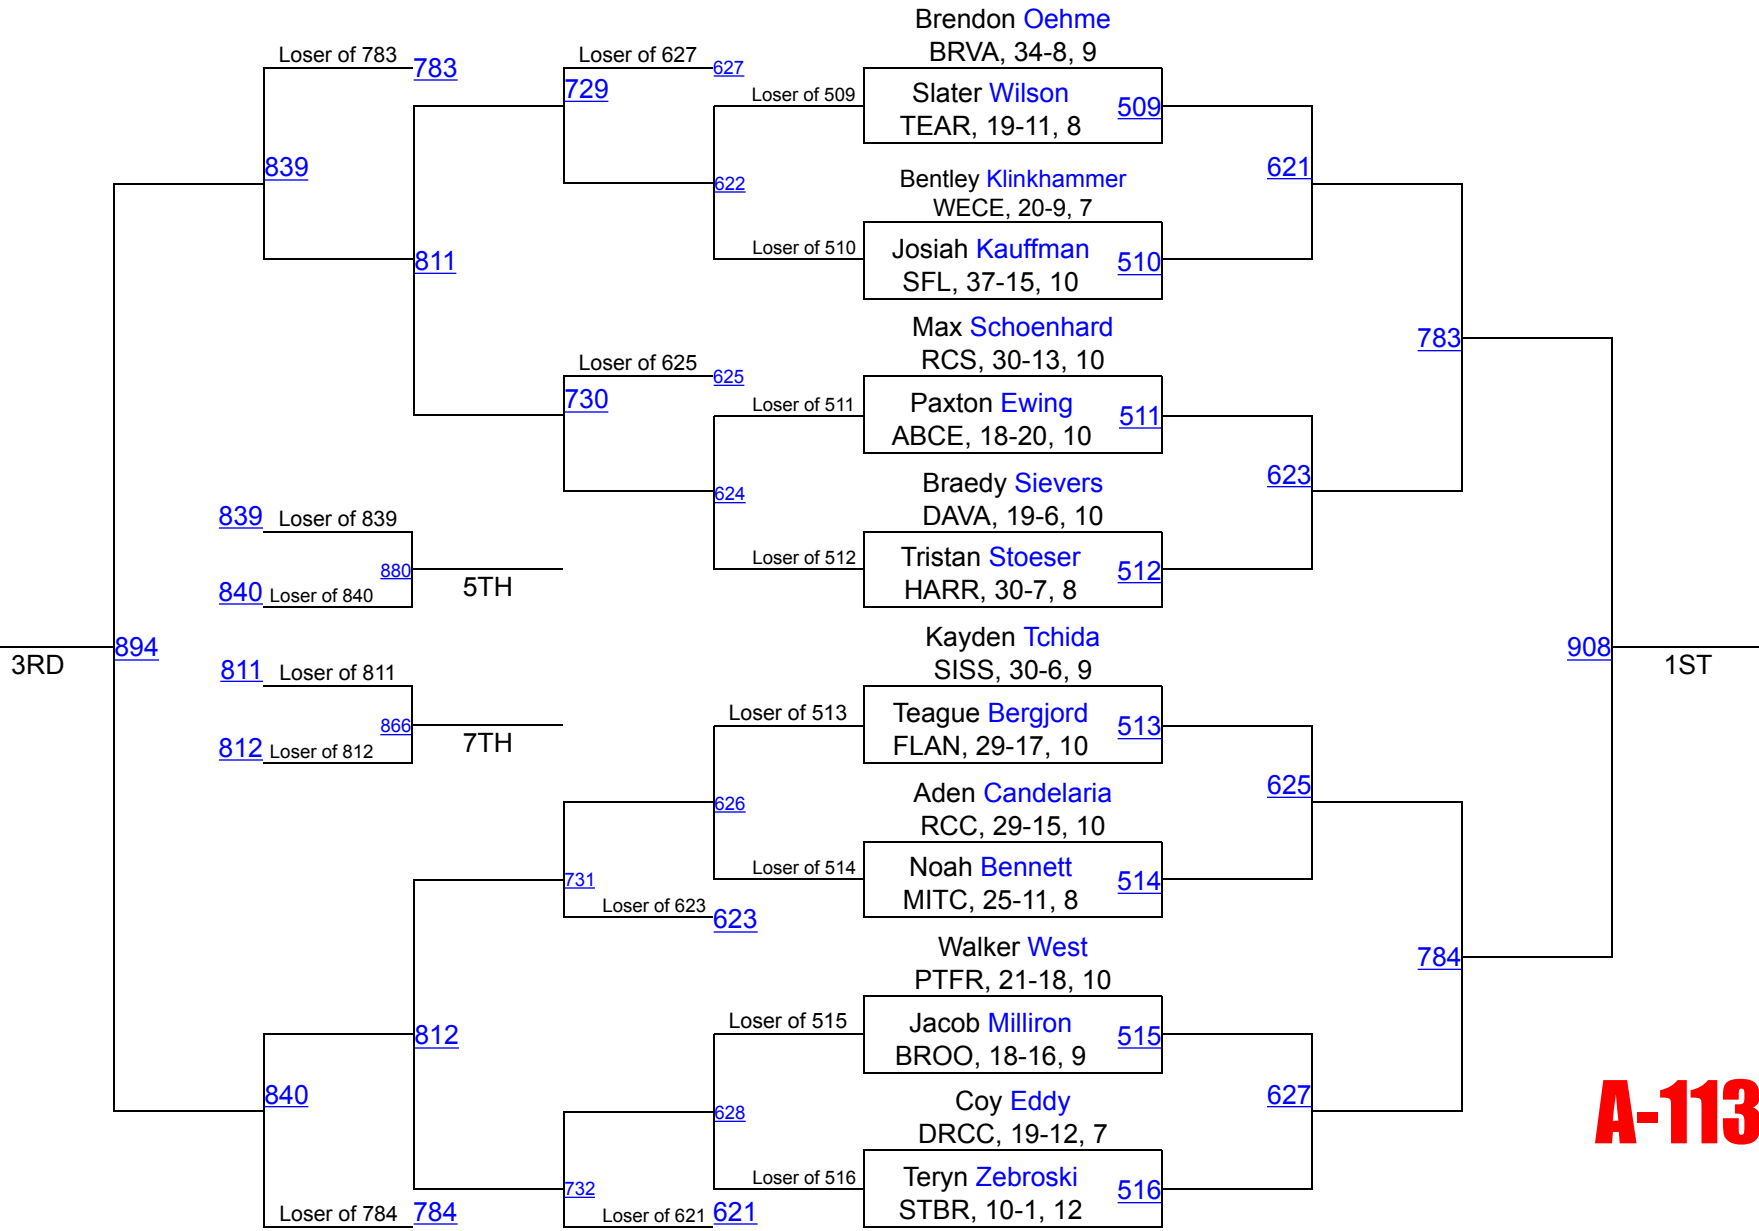 Brendon Oehme
BRVA, 34-8, 9
Loser of 783
783
Loser of 627
627
729
Loser of 509
Slater Wilson
TEAR, 19-11, 8
509
839
622
Bentley Klinkhammer
WECE, 20-9, 7
621
811
Loser of 510
Josiah Kauffman
SFL, 37-15, 10
510
Max Schoenhard
RCS, 30-13, 10
783
Loser of 625
625
730
Loser of 511
Paxton Ewing
ABCE, 18-20, 10
511
624
Braedy Sievers
DAVA, 19-6, 10
623
839
Loser of 839
880
5TH
840
Loser of 840
Loser of 512
Tristan Stoeser
HARR, 30-7, 8
512
3RD
894
Kayden Tchida
SISS, 30-6, 9
908
1ST
811
Loser of 811
866
7TH
812
Loser of 812
Loser of 513
Teague Bergjord
FLAN, 29-17, 10
513
626
Aden Candelaria
RCC, 29-15, 10
625
731
Loser of 514
Noah Bennett
MITC, 25-11, 8
514
Loser of 623
623
Walker West
PTFR, 21-18, 10
784
812
Loser of 515
Jacob Milliron
BROO, 18-16, 9
515
840
628
Coy Eddy
DRCC, 19-12, 7
627
A-113
732
Loser of 516
Teryn Zebroski
STBR, 10-1, 12
516
Loser of 784
784
Loser of 621
621